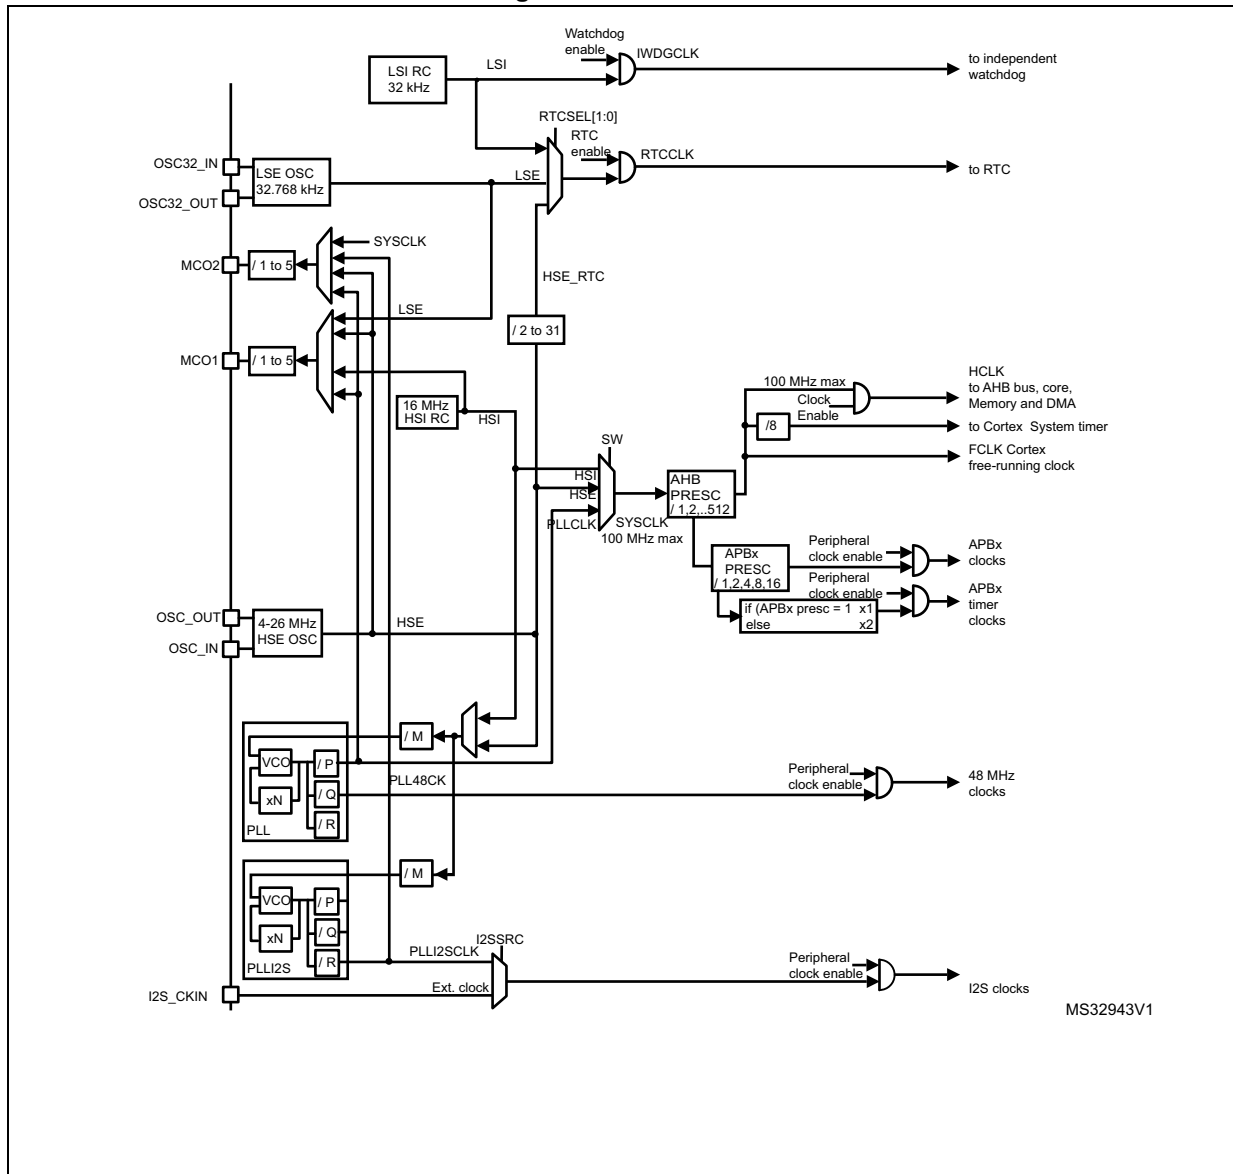 Watchdog
enable
IWDGCLK
to independent
watchdog
LSI RC
32 kHz
LSI
RTCSEL[1:0]
RTC
enable
RTCCLK
to RTC
OSC32_IN
OSC32_OUT
LSE OSC
32.768 kHz
LSE
SYSCLK
MCO2
/ 1 to 5
HSE_RTC
LSE
/ 2 to 31
MCO1
/ 1 to 5
16 MHz
HSI RC
HSI
100 MHz max
Clock
Enable
HCLK
to AHB bus, core,
Memory and DMA
/8
to Cortex System timer
FCLK Cortex
free-running clock
SW
HSI
HSE
PLLCLK
SYSCLK
100 MHz max
AHB
PRESC
/ 1,2,..512
APBx
PRESC
/ 1,2,4,8,16
Peripheral
clock enable
APBx
clocks
Peripheral
clock enable
APBx
timer
clocks
if (APBx presc = 1 x1
else x2
OSC_OUT
OSC_IN
4-26 MHz
HSE OSC
HSE
/ M
VCO
xN
/ P
/ Q
/ R
PLL
PLL48CK
Peripheral
clock enable
48 MHz
clocks
/ M
VCO
xN
/ P
/ Q
/ R
PLLI2S
PLLI2SCLK
I2SSRC
Ext. clock
I2S_CKIN
Peripheral
clock enable
I2S clocks
MS32943V1